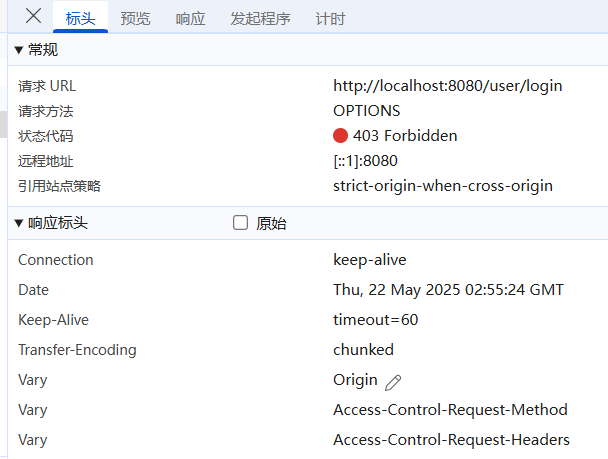 标头 预览 响应 发起程序 计时
常规
请求 URL http://localhost:8080/user/login
请求方法 OPTIONS
状态代码 403 Forbidden
远程地址 [::1]:8080
引用站点策略 strict-origin-when-cross-origin
响应标头 原始
Connection keep-alive
Date Thu, 22 May 2025 02:55:24 GMT
Keep-Alive timeout=60
Transfer-Encoding chunked
Vary Origin
Vary Access-Control-Request-Method
Vary Access-Control-Request-Headers